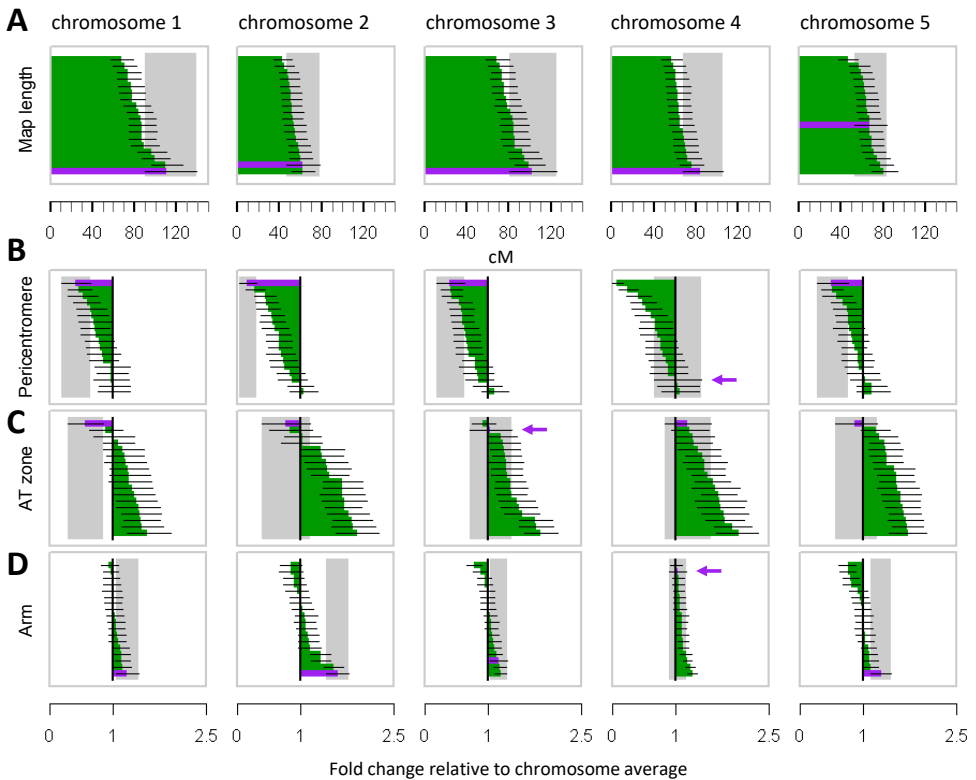 A
chromosome 1 chromosome 2 chromosome 3 chromosome 4 chromosome 5
Map length
0 40 80 120 0 40 80 120 0 40 80 120 0 40 80 120 0 40 80 120
cM
B
Pericentromere
C
AT zone
D
Arm
0 1 2.5 0 1 2.5 0 1 2.5 0 1 2.5 0 1 2.5
Fold change relative to chromosome average